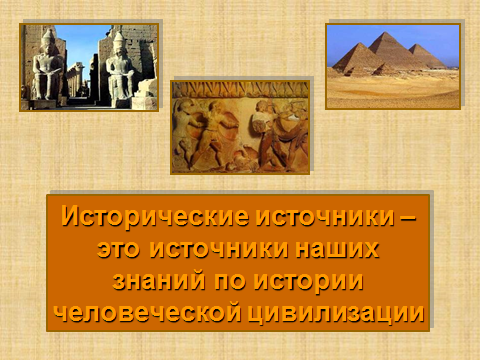 Исторические источники –
это источники наших
знаний по истории
человеческой цивилизации